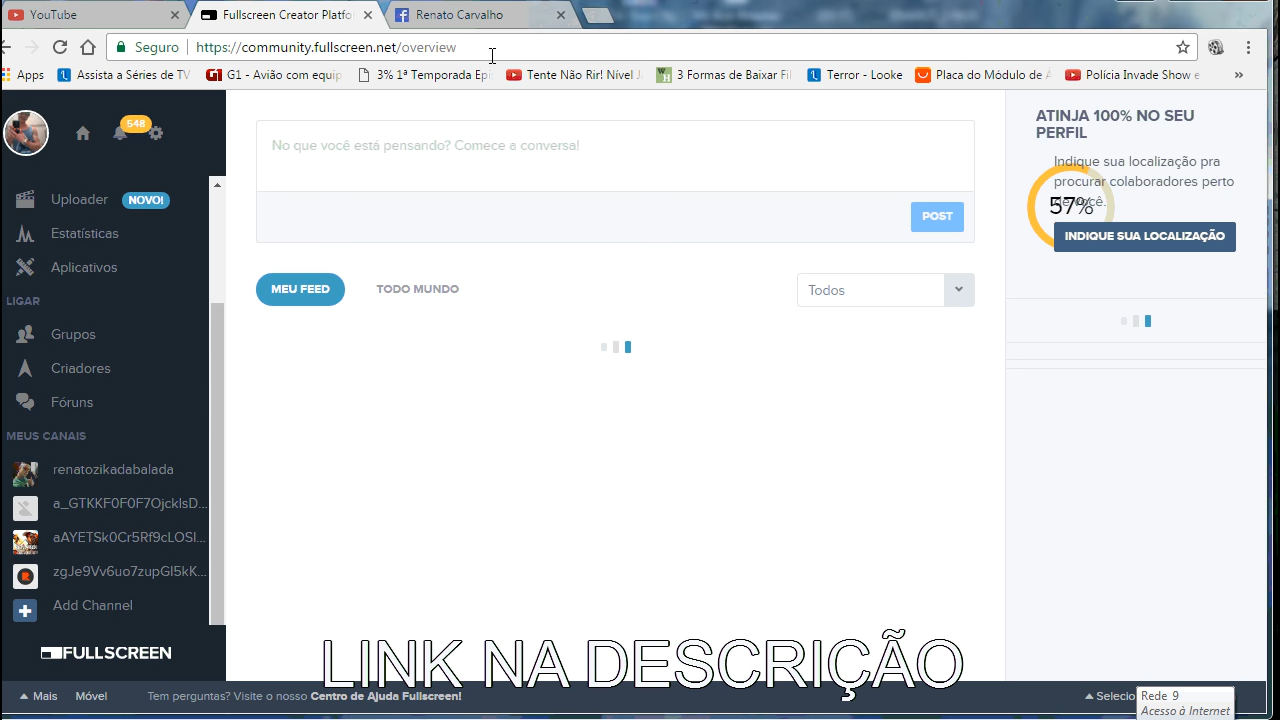 YouTube
Fullscreen Creator Platfo
Renato Carvalho
Seguro
https://community.fullscreen.net/overview
Apps
Assista a Séries de TV
G1 - Avião com equip
3% 1ª Temporada Epi
Tente Não Rir! Nível
3 Formas de Baixar
Terror - Looke
Placa do Módulo de
Polícia Invade Show
548
Uploader NOVO!
Estatísticas
Aplicativos
LIGAR
Grupos
Criadores
Fóruns
MEUS CANAIS
renatozikadabalada
Add Channel
FULLSCREEN
No que você está pensando? Comece a conversa!
POST
MEU FEED
TODO MUNDO
Todos
ATINJA 100% NO SEU
PERFIL
Indique sua localização pra
procurar colaboradores perto
de você.
57%
INDIQUE SUA LOCALIZAÇÃO
LINK NA DESCRIÇÃO
Mais
Móvel
Tem perguntas? Visite o nosso Centro de Ajuda Fullscreen!
Selecio
Rede 9
Acesso à Internet